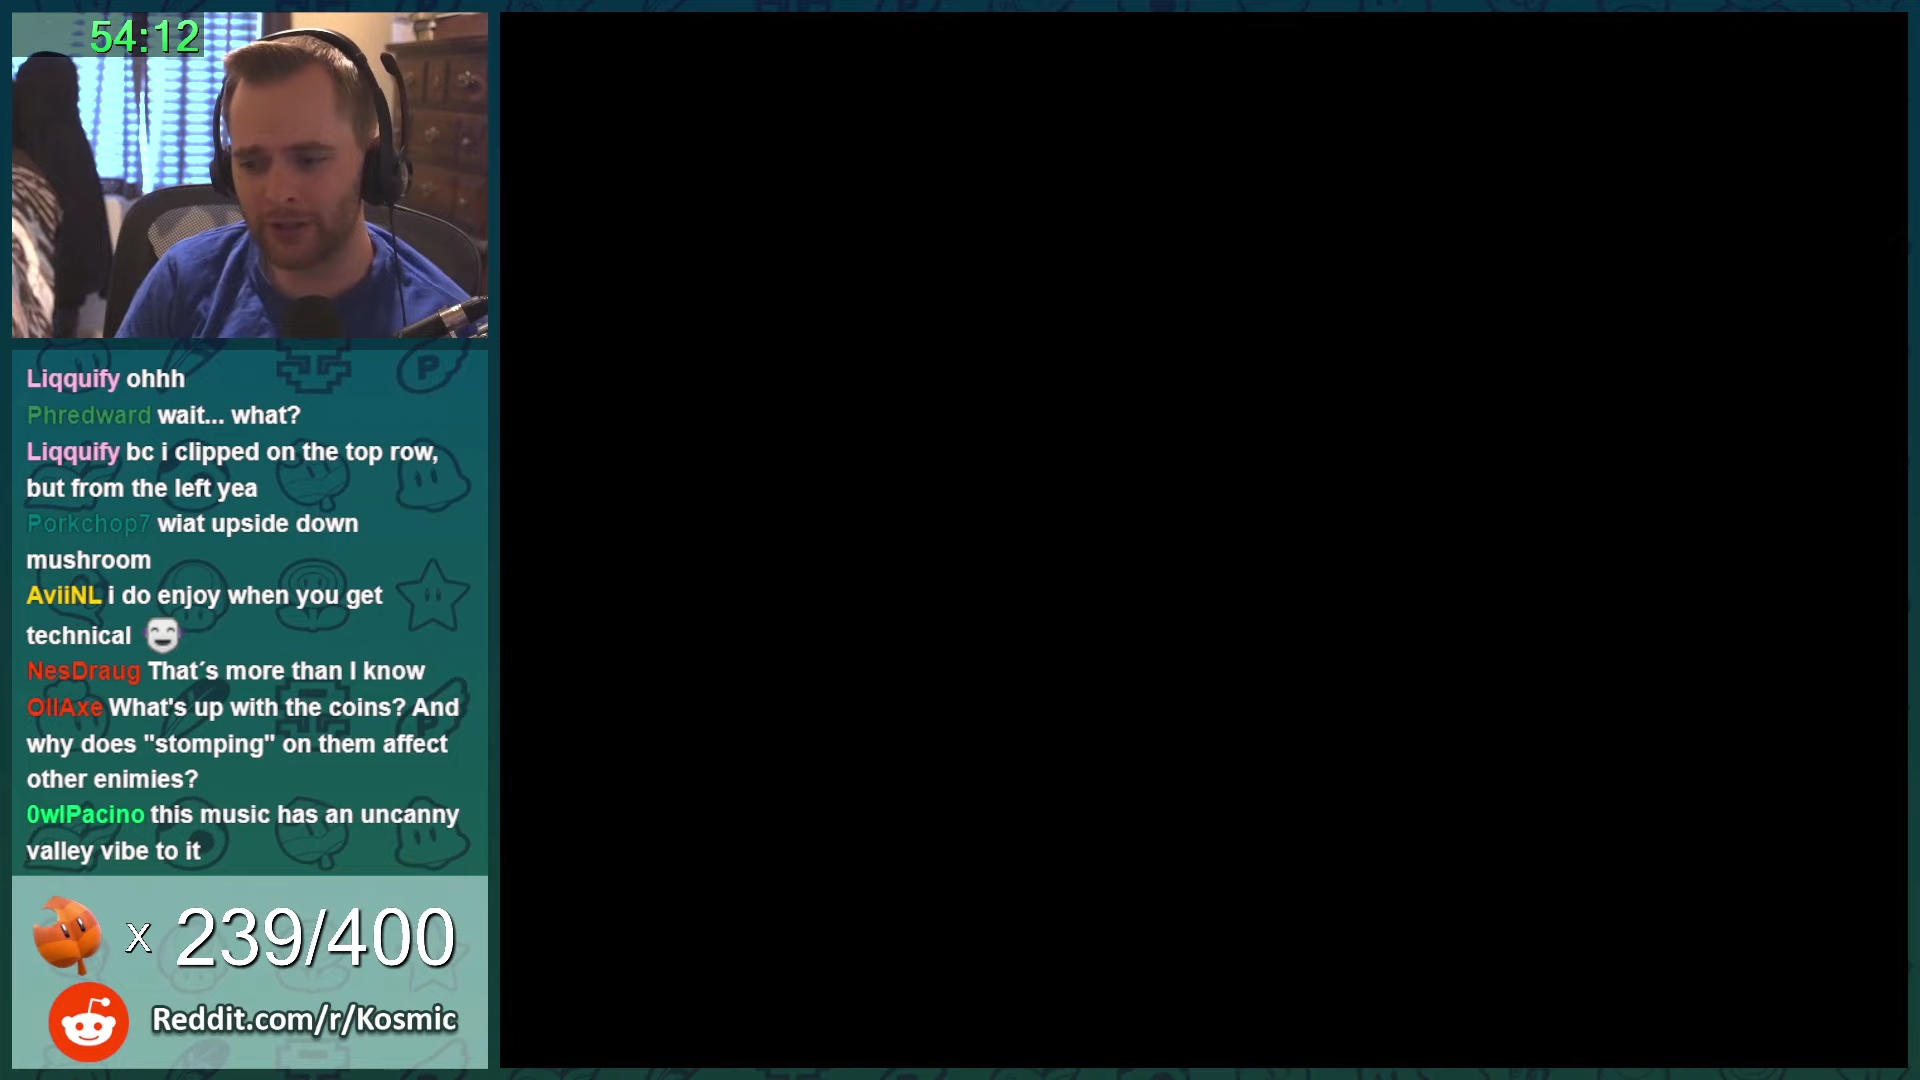 54:12
Liqquify ohhh
Phredward wait... what?
Liqquify bc i clipped on the top row,
but from the left yea
Porkchop7 wiat upside down
mushroom
AviiNL i do enjoy when you get
technical
NesDraug That´s more than I know
OllAxe What's up with the coins? And
why does "stomping" on them affect
other enimies?
0wlPacino this music has an uncanny
valley vibe to it
x 239/400
Reddit.com/r/Kosmic